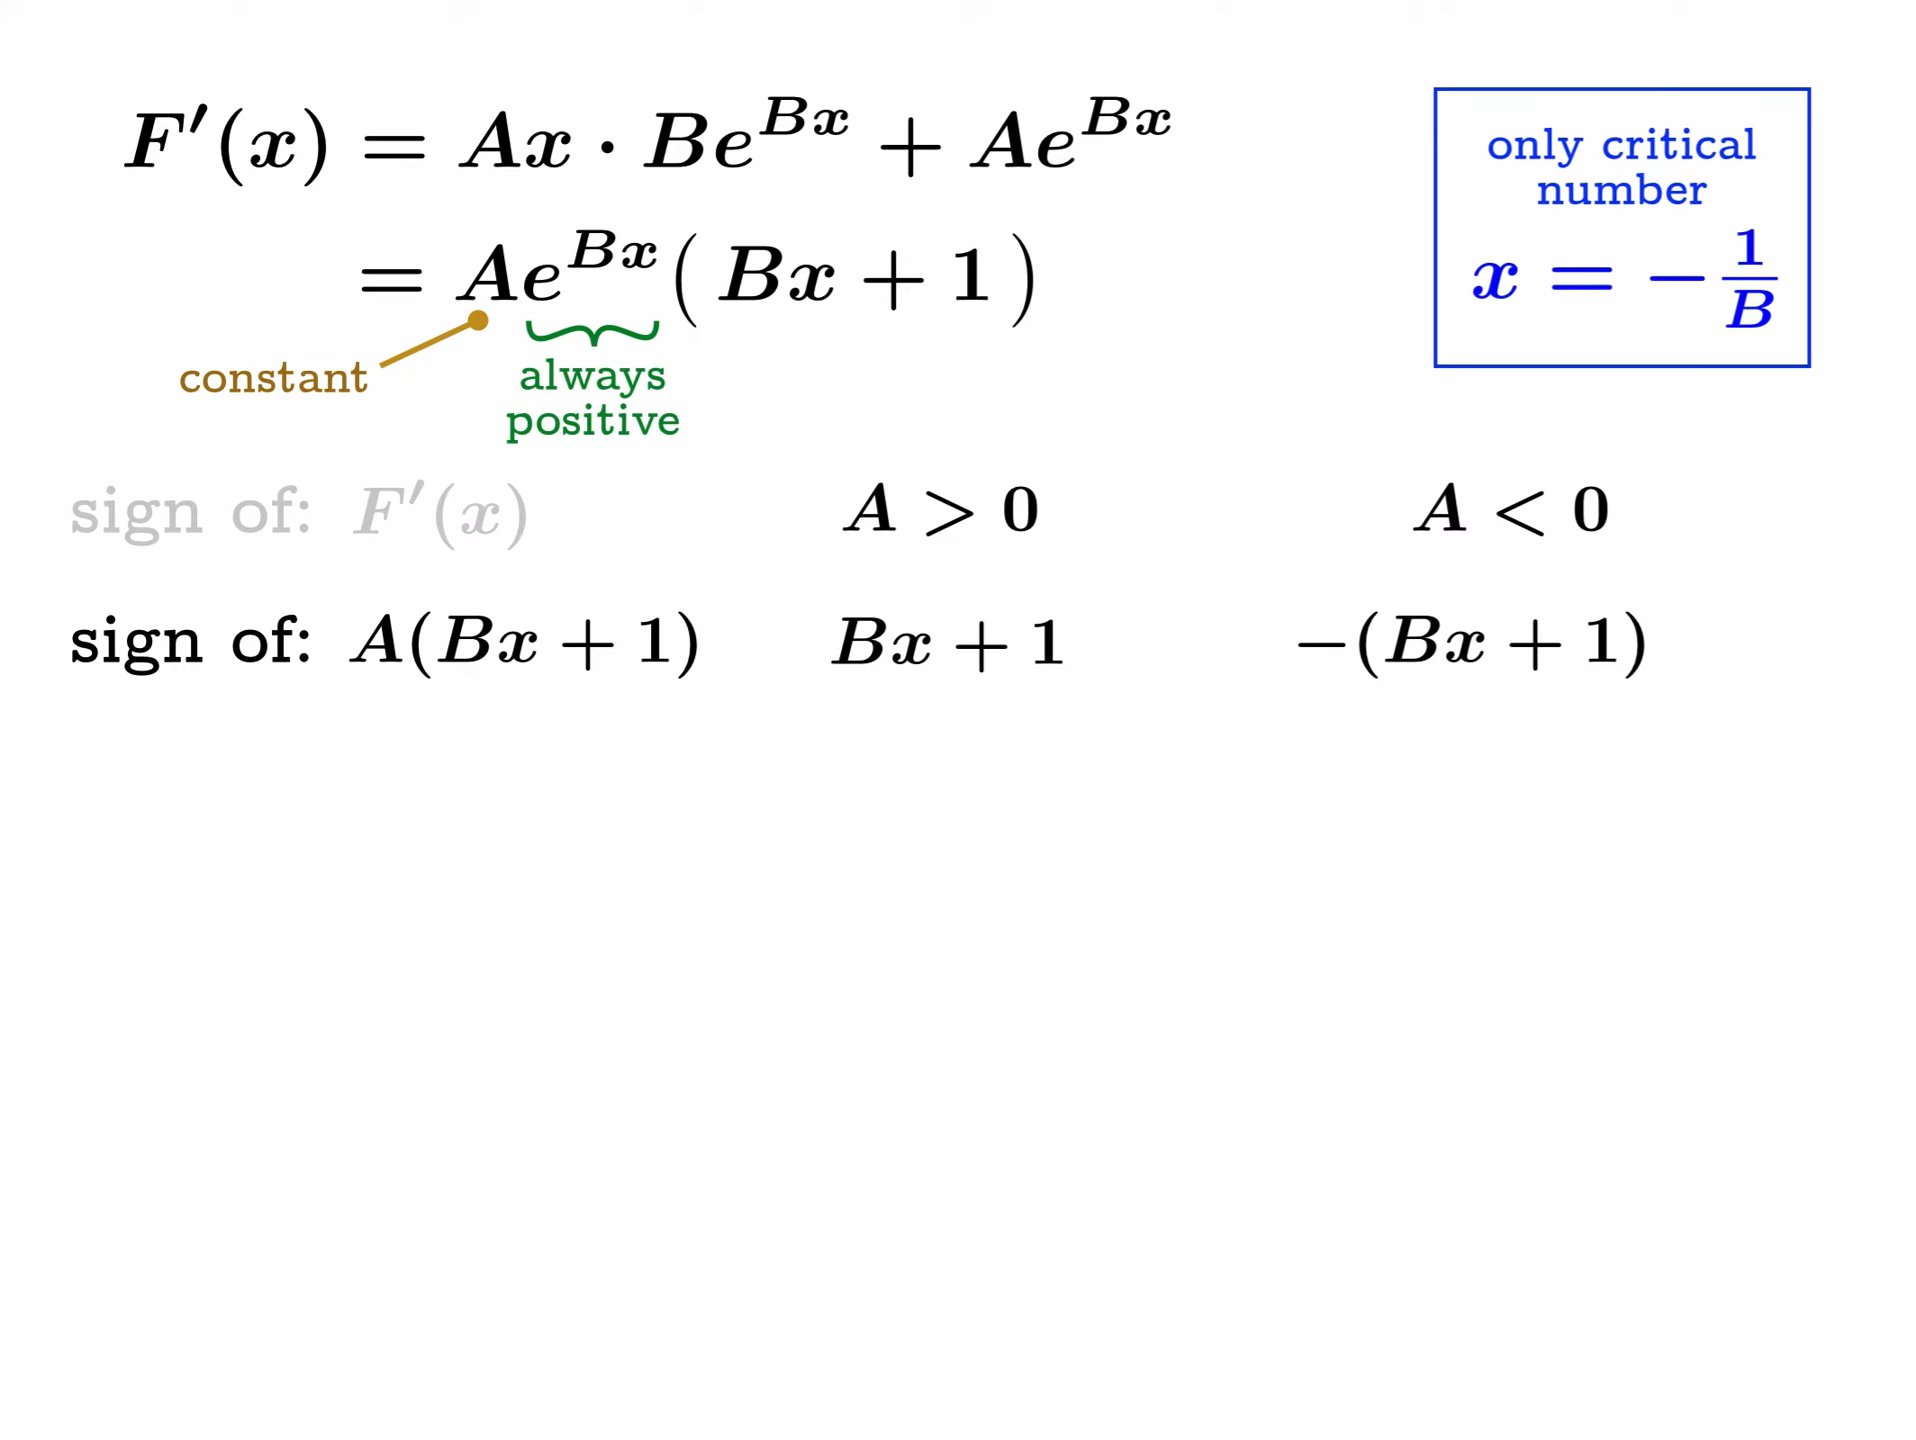 F′(x) = Ax · Be^{Bx} + Ae^{Bx}
= Ae^{Bx}( Bx + 1 )
constant
always
positive
only critical
number
x = −\frac{1}{B}
sign of: F′(x) A > 0 A < 0
sign of: A(Bx + 1) Bx + 1 −(Bx + 1)